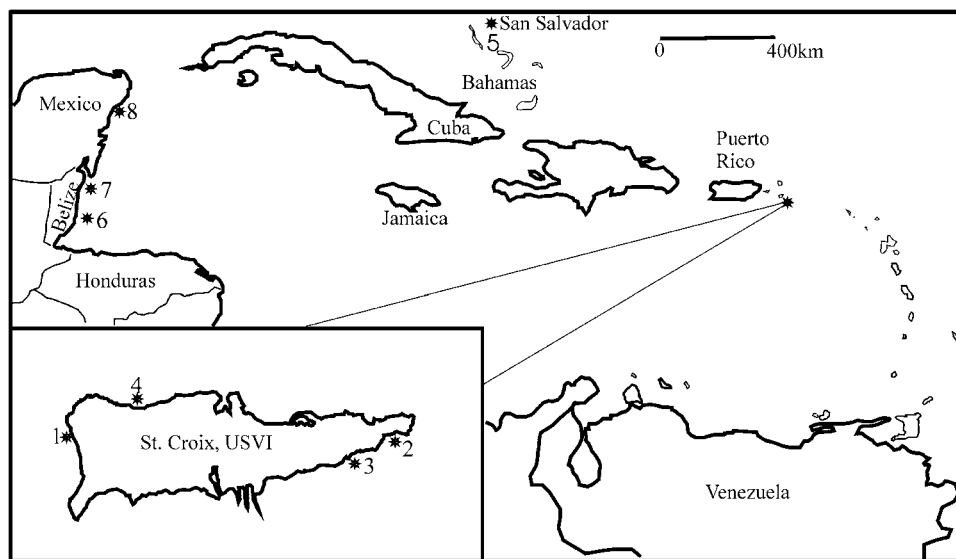 San Salvador
5
Bahamas
0 400km
Mexico
8
Cuba
Puerto
Rico
7
Belize
6
Jamaica
Honduras
4
1
St. Croix, USVI
2
3
Venezuela